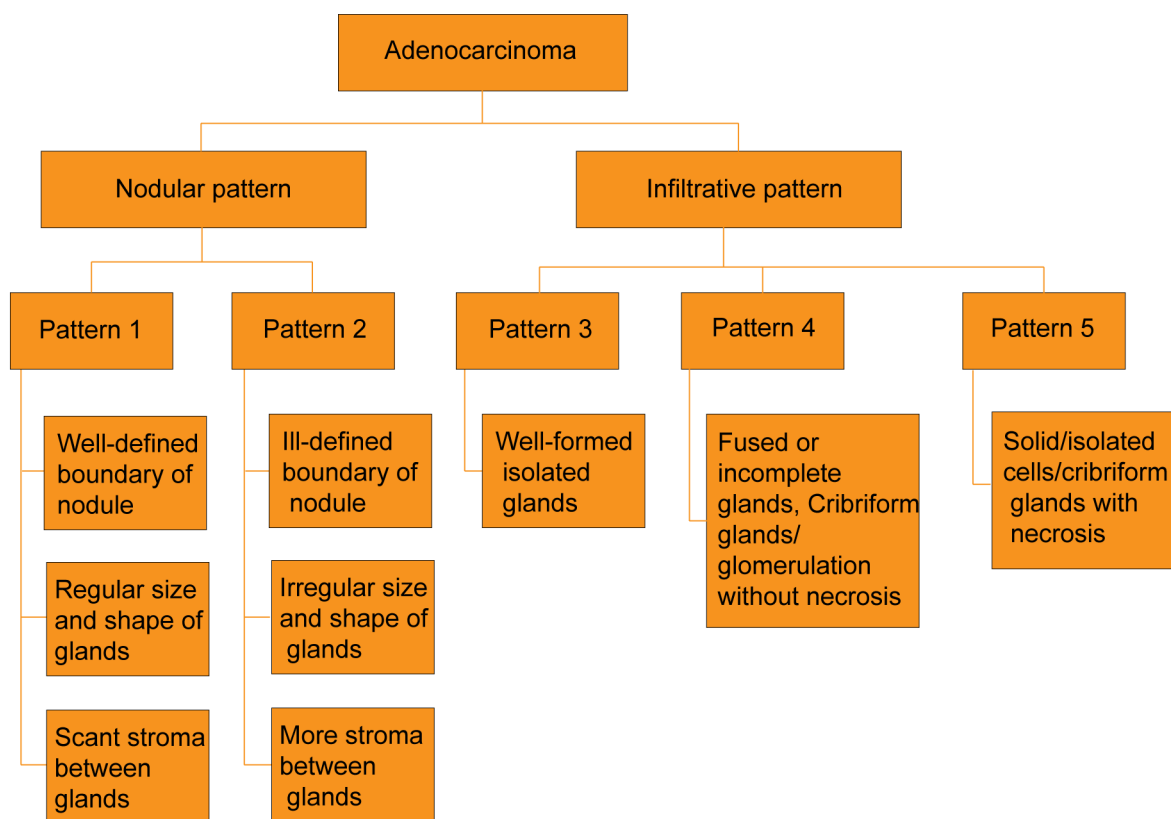 Adenocarcinoma
Nodular pattern
Infiltrative pattern
Pattern 1
Pattern 2
Pattern 3
Pattern 4
Pattern 5
Well-defined
boundary of
nodule
Regular size
and shape of
glands
Scant stroma
between
glands
Ill-defined
boundary of
nodule
Irregular size
and shape of
glands
More stroma
between
glands
Well-formed
isolated
glands
Fused or
incomplete
glands, Cribriform
glands/
glomerulation
without necrosis
Solid/isolated
cells/cribriform
glands with
necrosis